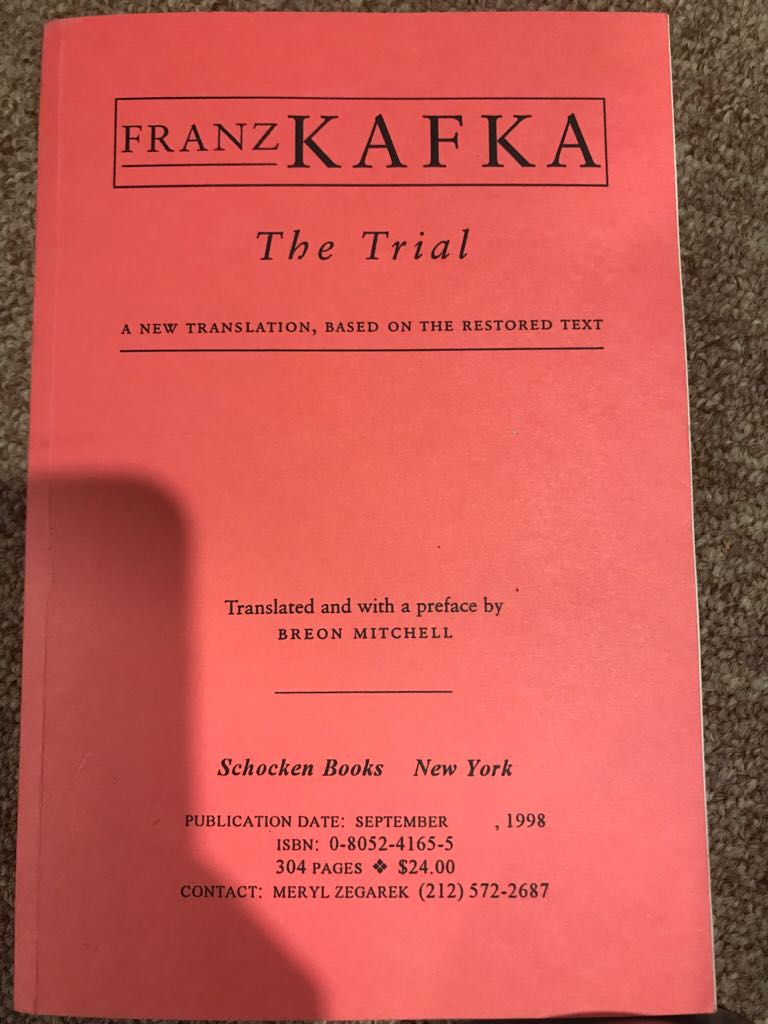 FRANZ KAFKA
The Trial
A NEW TRANSLATION, BASED ON THE RESTORED TEXT
Translated and with a preface by
BREON MITCHELL
Schocken Books New York
PUBLICATION DATE: SEPTEMBER , 1998
ISBN: 0-8052-4165-5
304 PAGES ❖ $24.00
CONTACT: MERYL ZEGAREK (212) 572-2687